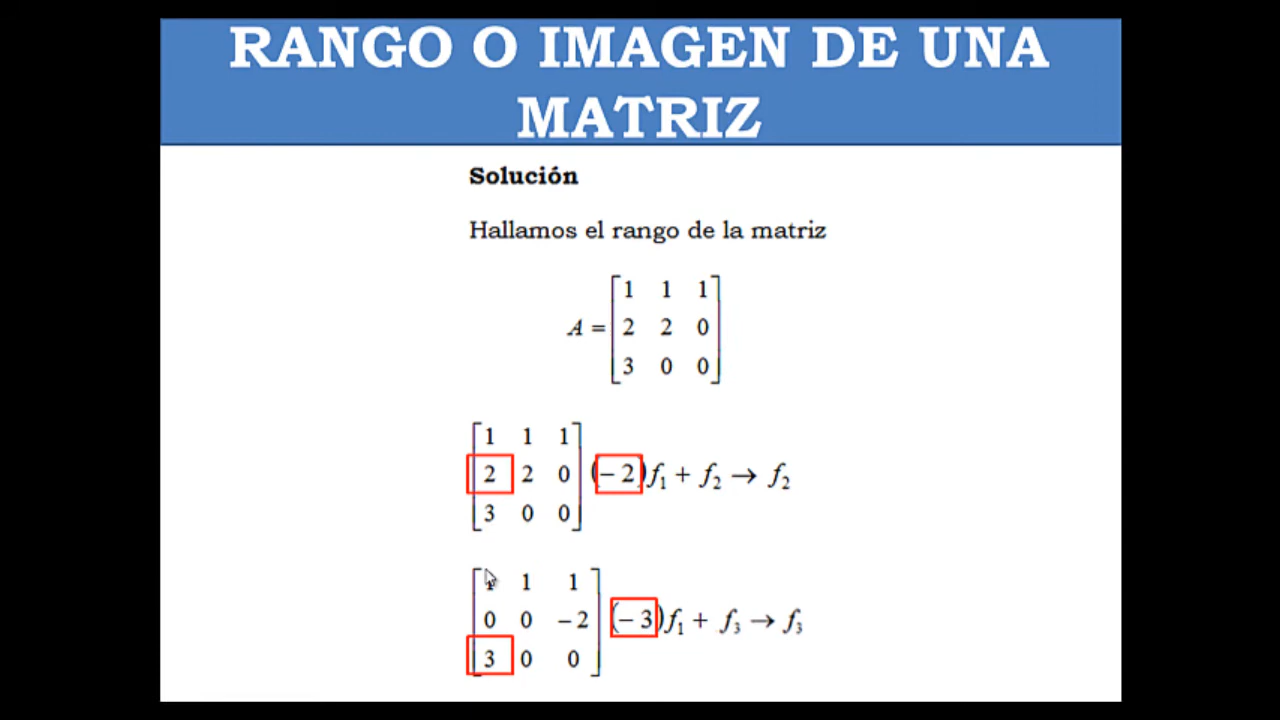 RANGO O IMAGEN DE UNA
MATRIZ
Solución
Hallamos el rango de la matriz
1 1 1
A = 2 2 0
3 0 0
1 1 1
2 2 0 (-2)f₁ + f₂ → f₂
3 0 0
1 1
0 0 -2 (-3)f₁ + f₃ → f₃
3 0 0